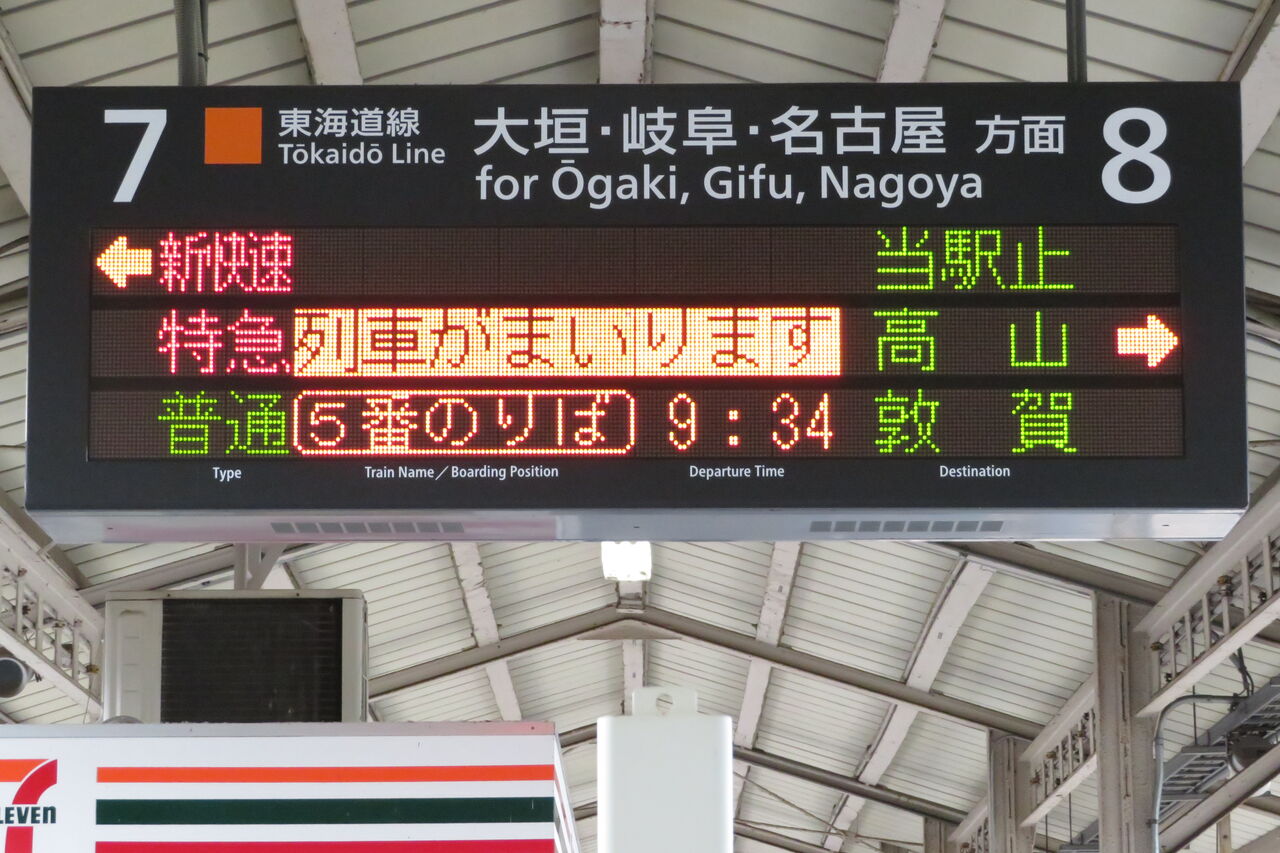 7 東海道線 大垣・岐阜・名古屋 方面 8
Tōkaidō Line for Ōgaki, Gifu, Nagoya
新快速 当駅止
特急 列車がまいります 高山
普通 5番のりば 9:34 敦賀
Type Train Name／Boarding Position Departure Time Destination
7
ELEVEN